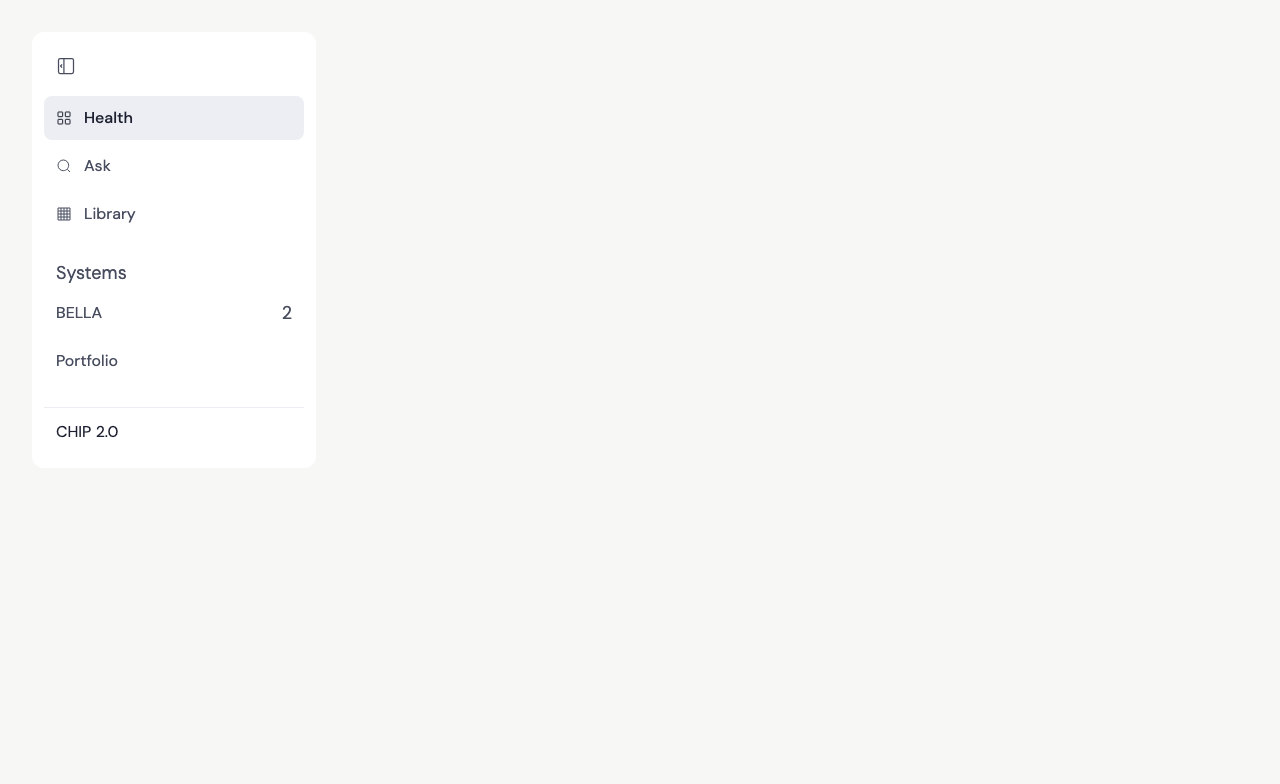 Health
Ask
Library
Systems
BELLA 2
Portfolio
CHIP 2.0